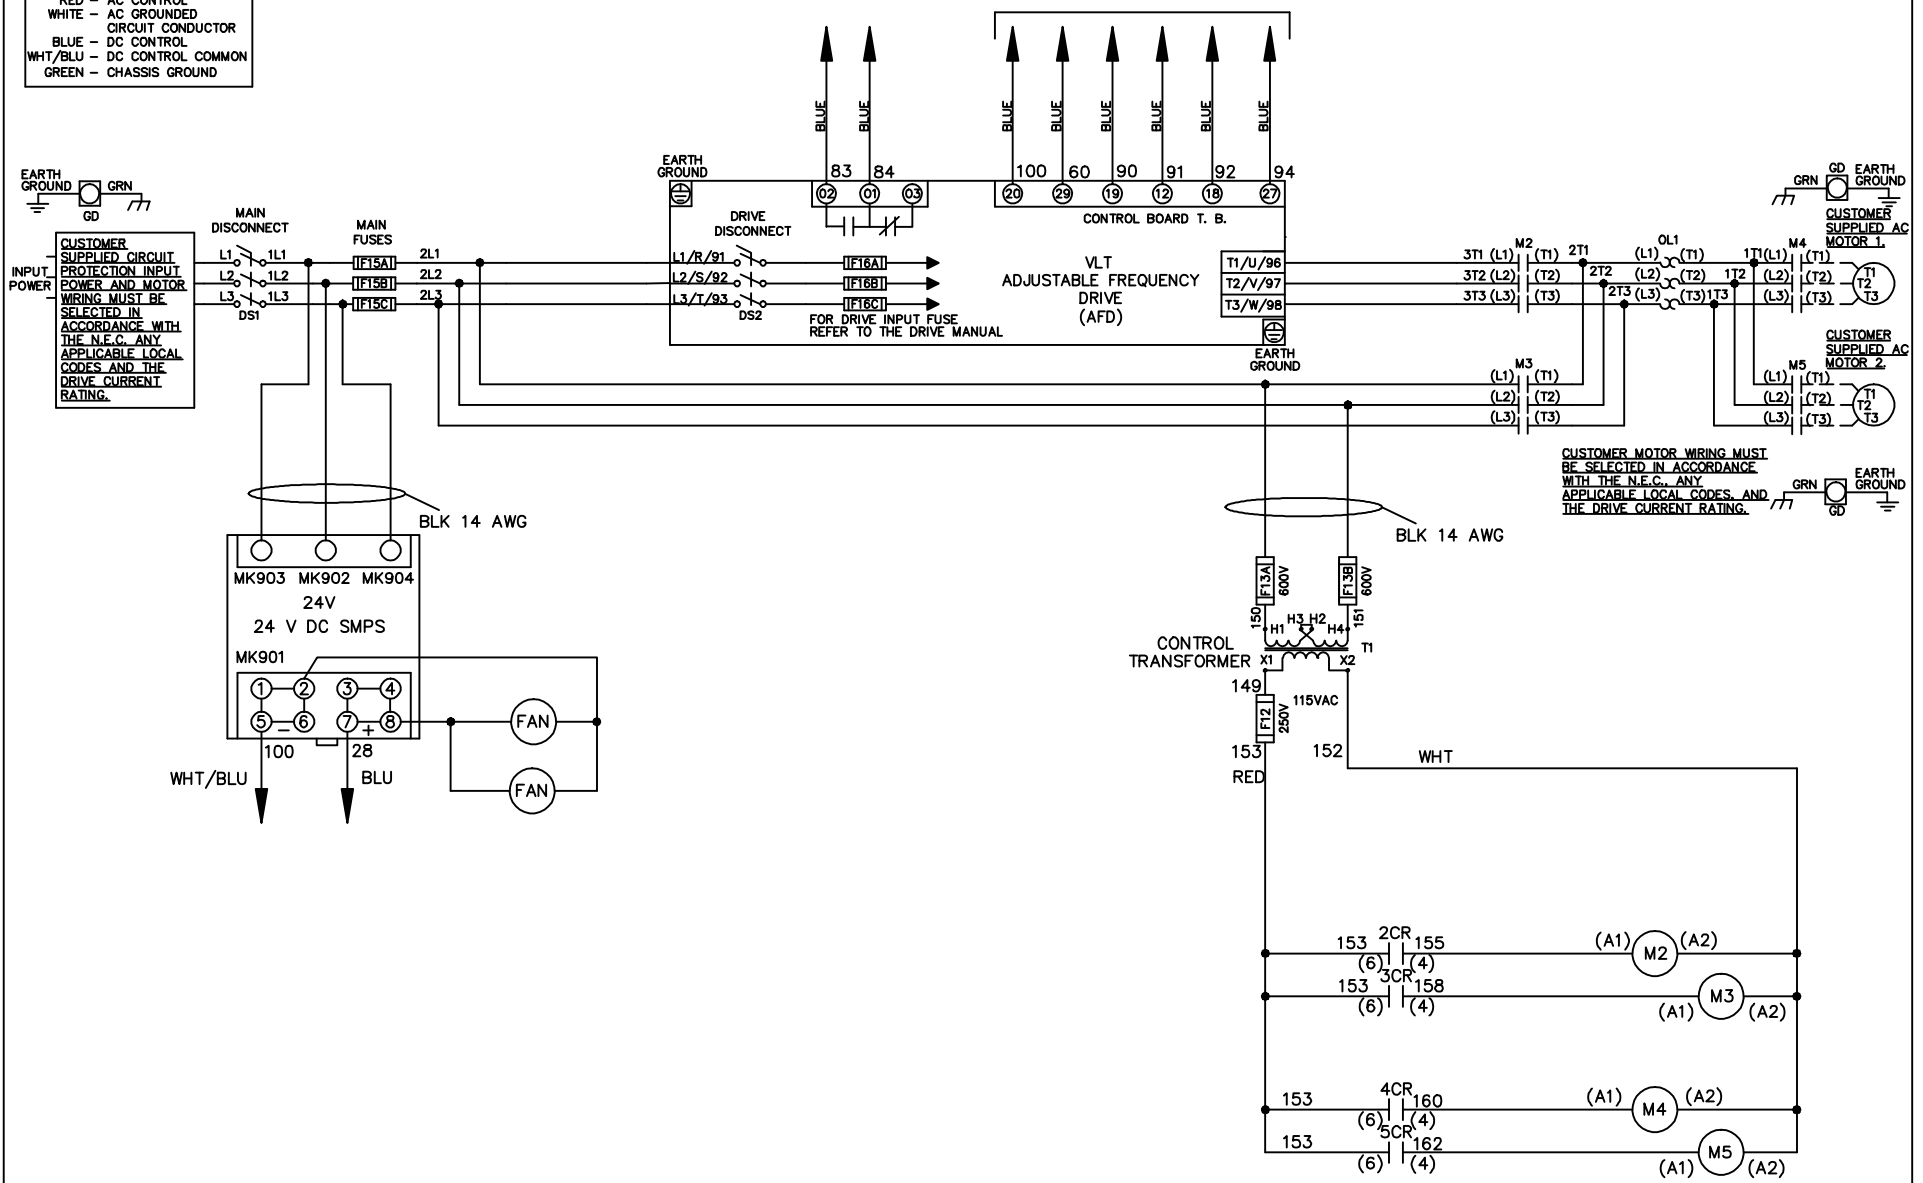 RED – AC CONTROL
WHITE – AC GROUNDED
CIRCUIT CONDUCTOR
BLUE – DC CONTROL
WHT/BLU – DC CONTROL COMMON
GREEN – CHASSIS GROUND
BLUE
BLUE
BLUE
BLUE
BLUE
BLUE
BLUE
BLUE
EARTH
GROUND
GRN
GD
INPUT
POWER
CUSTOMER
SUPPLIED CIRCUIT
PROTECTION INPUT
POWER AND MOTOR
WIRING MUST BE
SELECTED IN
ACCORDANCE WITH
THE N.E.C. ANY
APPLICABLE LOCAL
CODES AND THE
DRIVE CURRENT
RATING.
MAIN
DISCONNECT
L1 1L1
L2 1L2
L3 1L3
DS1
MAIN
FUSES
F15A
F15B
F15C
2L1
2L2
2L3
EARTH
GROUND
83 84
02 01 03
100 60 90 91 92 94
20 29 19 12 18 27
CONTROL BOARD T. B.
DRIVE
DISCONNECT
L1/R/91
L2/S/92
L3/T/93
DS2
F16A
F16B
F16C
FOR DRIVE INPUT FUSE
REFER TO THE DRIVE MANUAL
VLT
ADJUSTABLE FREQUENCY
DRIVE
(AFD)
T1/U/96
T2/V/97
T3/W/98
EARTH
GROUND
M2
3T1 (L1) (T1) 2T1
3T2 (L2) (T2) 2T2
3T3 (L3) (T3) 2T3
OL1
(L1) (T1) 1T1
(L2) (T2) 1T2
(L3) (T3) 1T3
M4
(L1) (T1)
(L2) (T2)
(L3) (T3)
T1
T2
T3
GRN
GD
EARTH
GROUND
CUSTOMER
SUPPLIED AC
MOTOR 1.
M3
(L1) (T1)
(L2) (T2)
(L3) (T3)
M5
(L1) (T1)
(L2) (T2)
(L3) (T3)
T1
T2
T3
CUSTOMER
SUPPLIED AC
MOTOR 2.
CUSTOMER MOTOR WIRING MUST
BE SELECTED IN ACCORDANCE
WITH THE N.E.C., ANY
APPLICABLE LOCAL CODES, AND
THE DRIVE CURRENT RATING.
GRN
GD
EARTH
GROUND
BLK 14 AWG
MK903 MK902 MK904
24V
24 V DC SMPS
MK901
1 2 3 4
5 6 7 8
– +
100 28
WHT/BLU BLU
FAN
FAN
BLK 14 AWG
F13A 600V
F13B 600V
150 151
H1 H3 H2 H4
T1
CONTROL
TRANSFORMER
X1 X2
149
115VAC
F12 250V
153 152
RED
WHT
2CR
153 155
(6) (4)
(A1) M2 (A2)
3CR
153 158
(6) (4)
(A1) M3 (A2)
4CR
153 160
(6) (4)
(A1) M4 (A2)
5CR
153 162
(6) (4)
(A1) M5 (A2)